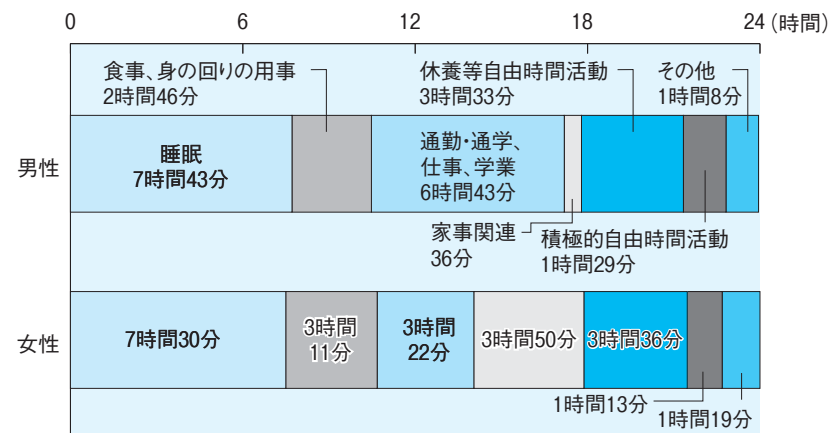 0 6 12 18 24(時間)
食事、身の回りの用事
2時間46分
休養等自由時間活動
3時間33分
その他
1時間8分
男性
睡眠
7時間43分
通勤・通学、
仕事、学業
6時間43分
家事関連
36分
積極的自由時間活動
1時間29分
女性
7時間30分
3時間
11分
3時間
22分
3時間50分
3時間36分
1時間13分
1時間19分